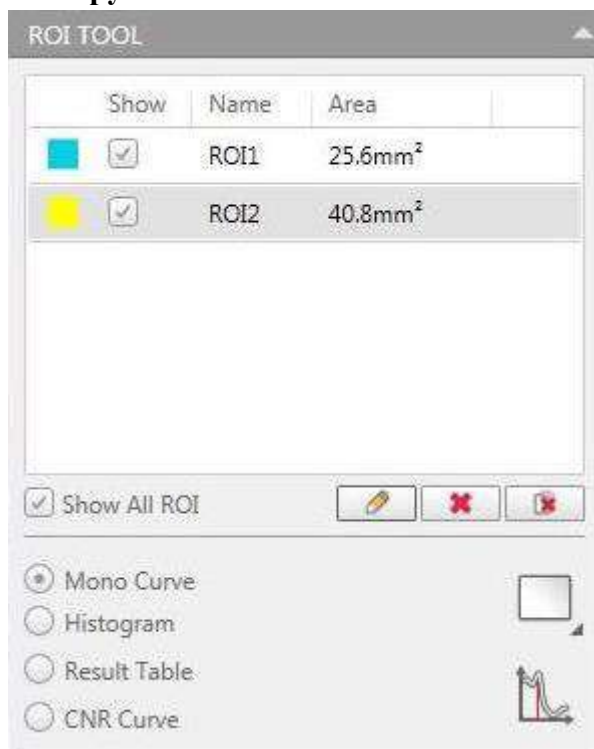 ROI TOOL
Show Name Area
ROI1 25.6mm²
ROI2 40.8mm²
Show All ROI
Mono Curve
Histogram
Result Table
CNR Curve